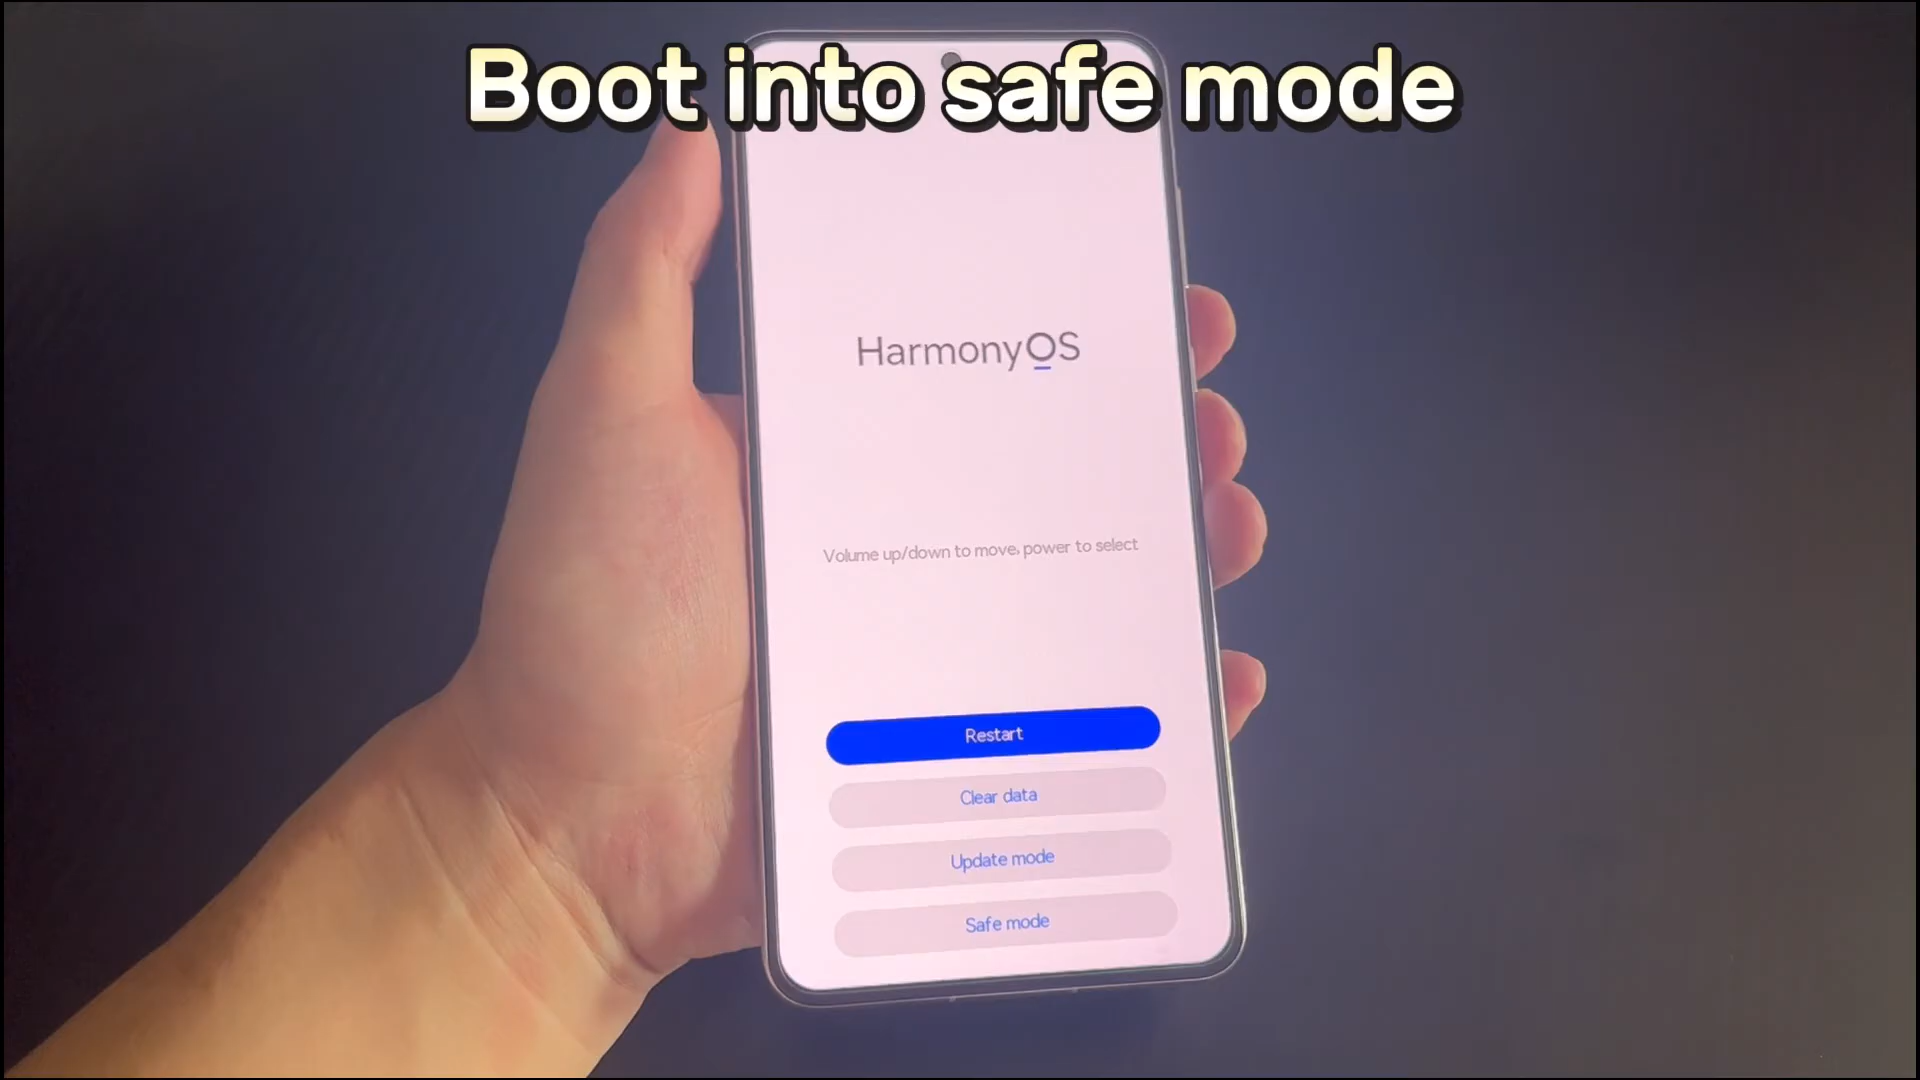 Boot into safe mode
HarmonyOS
Volume up/down to move, power to select
Restart
Clear data
Update mode
Safe mode